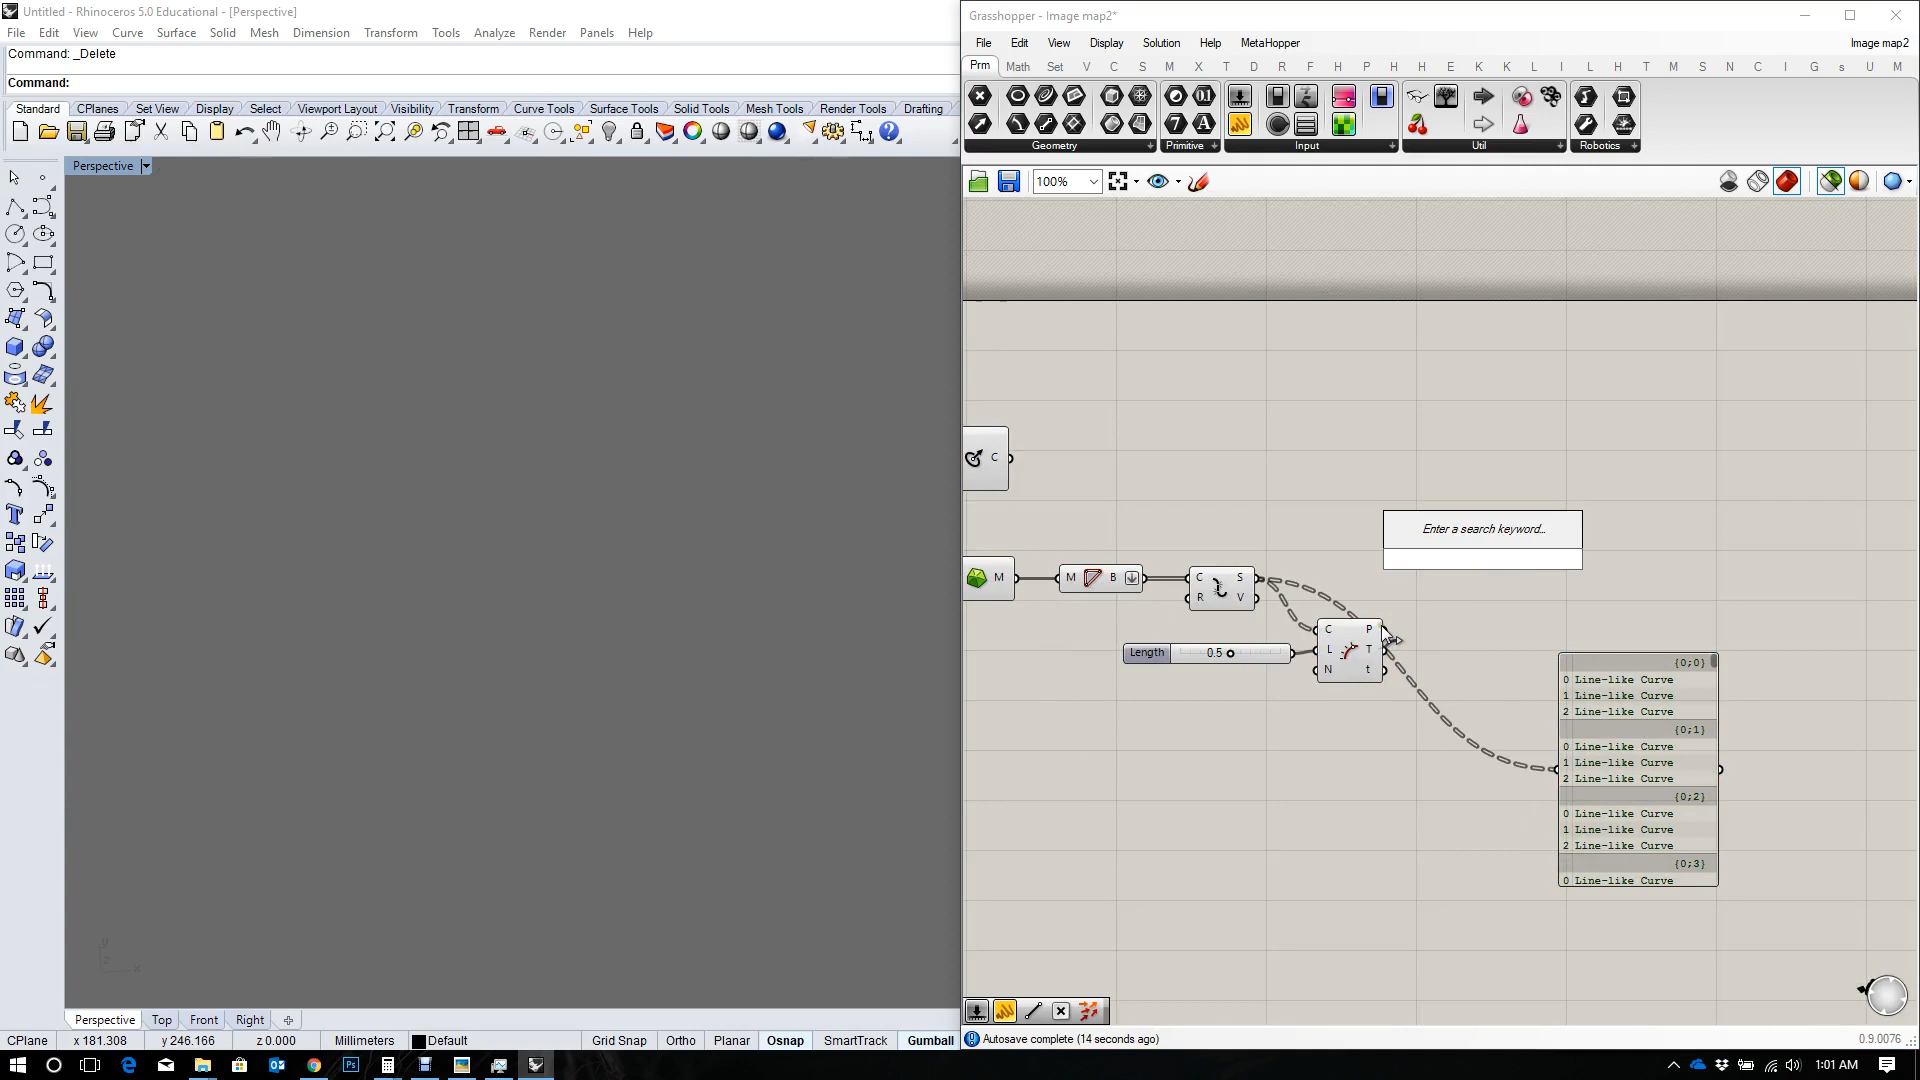 Untitled - Rhinoceros 5.0 Educational - [Perspective]
File Edit View Curve Surface Solid Mesh Dimension Transform Tools Analyze Render Panels Help
Command: _Delete
Command:
Standard CPlanes Set View Display Select Viewport Layout Visibility Transform Curve Tools Surface Tools Solid Tools Mesh Tools Render Tools Drafting
Perspective
Perspective Top Front Right
CPlane x 181.308 y 246.166 z 0.000 Millimeters Default Grid Snap Ortho Planar Osnap SmartTrack Gumball
Grasshopper - Image map2*
File Edit View Display Solution Help MetaHopper Image map2
Prm Math Set V C S M X T D R F H P H H E K K L I L H T M S N C I G s U M
Geometry Primitive Input Util Robotics
100%
C
Enter a search keyword...
M M B C S
R V
C P
Length 0.5 L T
N t
{0;0}
0 Line-like Curve
1 Line-like Curve
2 Line-like Curve
{0;1}
0 Line-like Curve
1 Line-like Curve
2 Line-like Curve
{0;2}
0 Line-like Curve
1 Line-like Curve
2 Line-like Curve
{0;3}
0 Line-like Curve
Autosave complete (14 seconds ago) 0.9.0076
1:01 AM